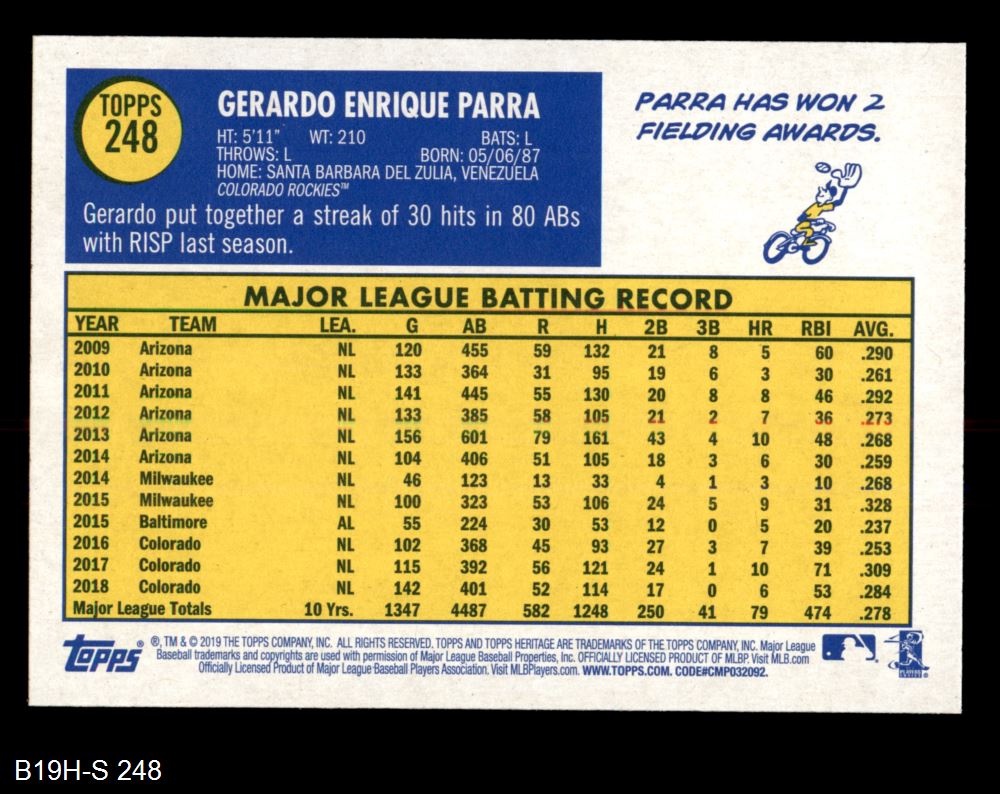 TOPPS
248
GERARDO ENRIQUE PARRA
HT: 5'11" WT: 210 BATS: L
THROWS: L BORN: 05/06/87
HOME: SANTA BARBARA DEL ZULIA, VENEZUELA
COLORADO ROCKIES™
Gerardo put together a streak of 30 hits in 80 ABs
with RISP last season.
PARRA HAS WON 2
FIELDING AWARDS.
MAJOR LEAGUE BATTING RECORD
YEAR TEAM LEA. G AB R H 2B 3B HR RBI AVG.
2009 Arizona NL 120 455 59 132 21 8 5 60 .290
2010 Arizona NL 133 364 31 95 19 6 3 30 .261
2011 Arizona NL 141 445 55 130 20 8 8 46 .292
2012 Arizona NL 133 385 58 105 21 2 7 36 .273
2013 Arizona NL 156 601 79 161 43 4 10 48 .268
2014 Arizona NL 104 406 51 105 18 3 6 30 .259
2014 Milwaukee NL 46 123 13 33 4 1 3 10 .268
2015 Milwaukee NL 100 323 53 106 24 5 9 31 .328
2015 Baltimore AL 55 224 30 53 12 0 5 20 .237
2016 Colorado NL 102 368 45 93 27 3 7 39 .253
2017 Colorado NL 115 392 56 121 24 1 10 71 .309
2018 Colorado NL 142 401 52 114 17 0 6 53 .284
Major League Totals 10 Yrs. 1347 4487 582 1248 250 41 79 474 .278
Topps
®, TM & © 2019 THE TOPPS COMPANY, INC. ALL RIGHTS RESERVED. TOPPS AND TOPPS HERITAGE ARE TRADEMARKS OF THE TOPPS COMPANY, INC. Major League
Baseball trademarks and copyrights are used with permission of Major League Baseball Properties, Inc. OFFICIALLY LICENSED PRODUCT OF MLBP. Visit MLB.com
Officially Licensed Product of Major League Baseball Players Association. Visit MLBPlayers.com. WWW.TOPPS.COM. CODE#CMP032092.
B19H-S 248